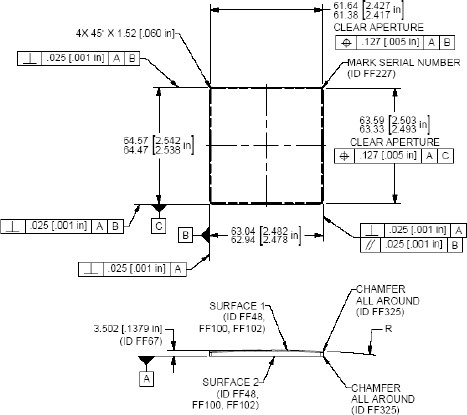 61.64 [2.427 in]
61.38 [2.417 in]
CLEAR APERTURE
⌖ .127 [.005 in] A B
4X 45° X 1.52 [.060 in]
⊥ .025 [.001 in] A B
MARK SERIAL NUMBER
(ID FF227)
64.57 [2.542 in]
64.47 [2.538 in]
63.59 [2.503 in]
63.33 [2.493 in]
CLEAR APERTURE
⌖ .127 [.005 in] A C
⊥ .025 [.001 in] A B
C
B
63.04 [2.482 in]
62.94 [2.478 in]
⊥ .025 [.001 in] A
// .025 [.001 in] B
⊥ .025 [.001 in] A
SURFACE 1
(ID FF48,
FF100, FF102)
CHAMFER
ALL AROUND
(ID FF325)
3.502 [.1379 in]
(ID FF67)
R
A
SURFACE 2
(ID FF48,
FF100, FF102)
CHAMFER
ALL AROUND
(ID FF325)